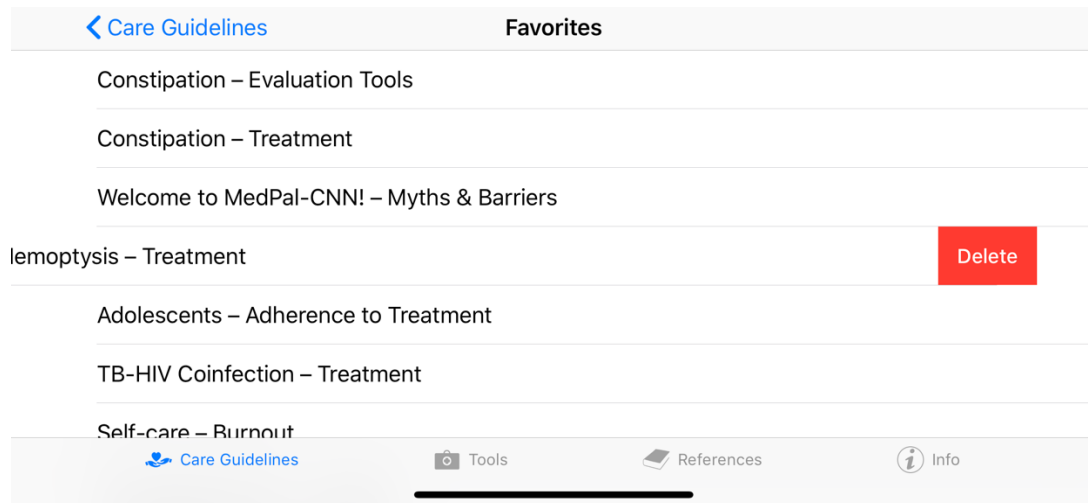 Care Guidelines
Favorites
Constipation – Evaluation Tools
Constipation – Treatment
Welcome to MedPal-CNN! – Myths & Barriers
lemoptysis – Treatment
Delete
Adolescents – Adherence to Treatment
TB-HIV Coinfection – Treatment
Self-care – Burnout
Care Guidelines
Tools
References
Info